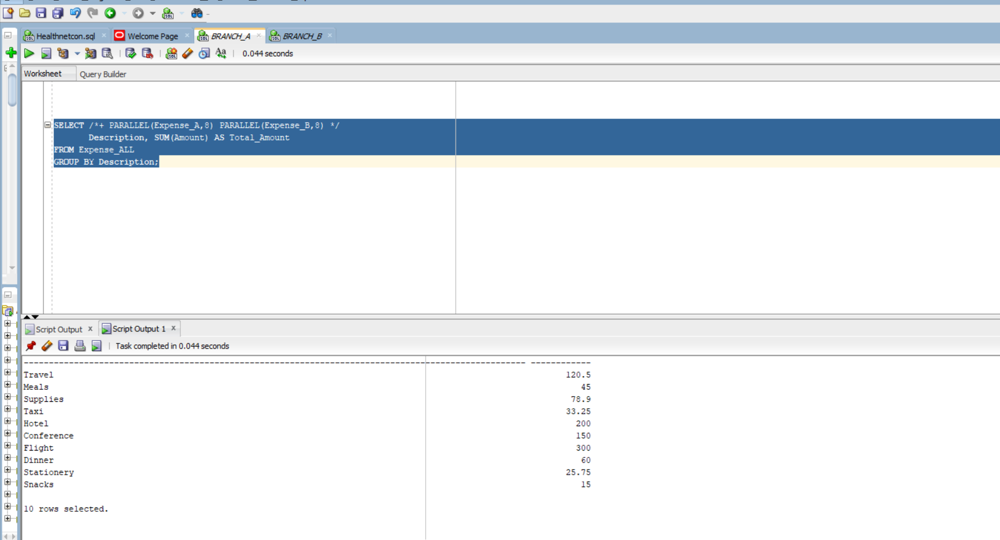 Healthnetcon.sql
Welcome Page
BRANCH_A
BRANCH_B
0.044 seconds
Worksheet
Query Builder
SELECT /*+ PARALLEL(Expense_A,8) PARALLEL(Expense_B,8) */
Description, SUM(Amount) AS Total_Amount
FROM Expense_ALL
GROUP BY Description;
Script Output
Script Output 1
Task completed in 0.044 seconds
Travel 120.5
Meals 45
Supplies 78.9
Taxi 33.25
Hotel 200
Conference 150
Flight 300
Dinner 60
Stationery 25.75
Snacks 15
10 rows selected.